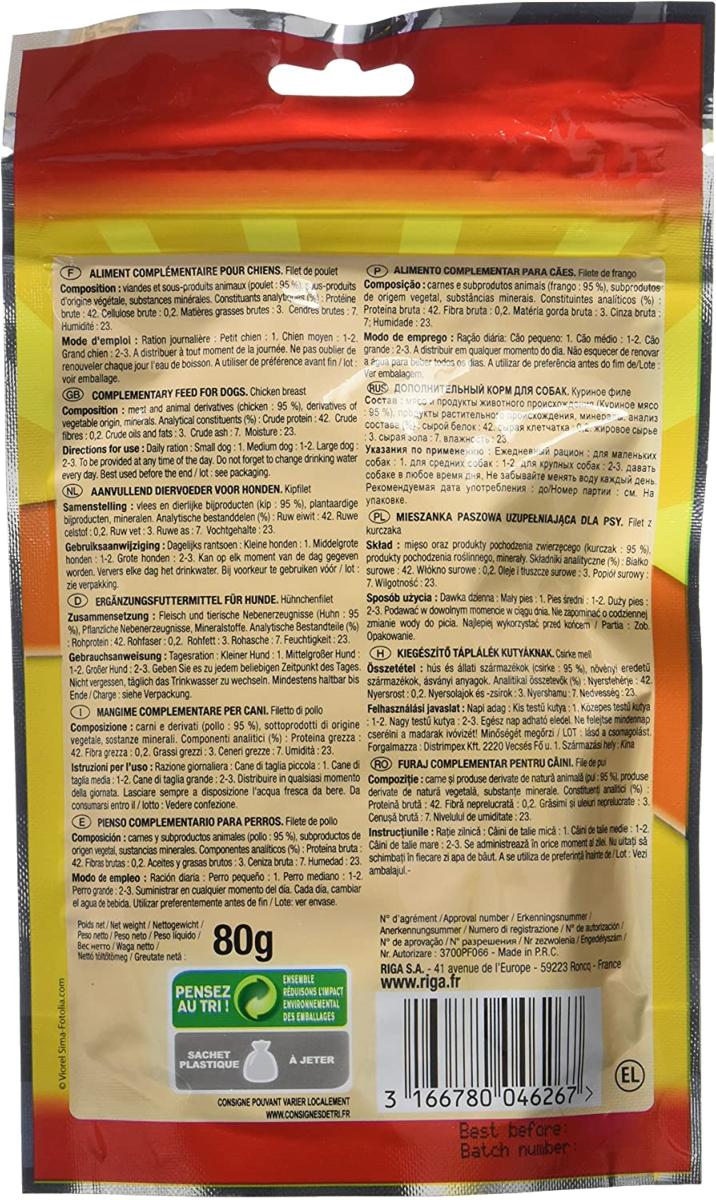 F ALIMENT COMPLÉMENTAIRE POUR CHIENS. Filet de poulet
Composition : viandes et sous-produits animaux (poulet : 95 %), sous-produits
d'origine végétale, substances minérales. Constituants analytiques (%) : Protéine
brute : 42. Cellulose brute : 0,2. Matières grasses brutes : 3. Cendres brutes : 7.
Humidité : 23.
Mode d'emploi : Ration journalière : Petit chien : 1. Chien moyen : 1-2.
Grand chien : 2-3. A distribuer à tout moment de la journée. Ne pas oublier de
renouveler chaque jour l'eau de boisson. A utiliser de préférence avant fin / lot :
voir emballage.
GB COMPLEMENTARY FEED FOR DOGS. Chicken breast
Composition : meat and animal derivatives (chicken : 95 %), derivatives of
vegetable origin, minerals. Analytical constituents (%) : Crude protein : 42. Crude
fibres : 0,2. Crude oils and fats : 3. Crude ash : 7. Moisture : 23.
Directions for use : Daily ration : Small dog : 1. Medium dog : 1-2. Large dog :
2-3. To be provided at any time of the day. Do not forget to change drinking water
every day. Best used before the end / lot : see packaging.
NL AANVULLEND DIERVOEDER VOOR HONDEN. Kipfilet
Samenstelling : vlees en dierlijke bijproducten (kip : 95 %), plantaardige
bijproducten, mineralen. Analytische bestanddelen (%) : Ruw eiwit : 42. Ruwe
celstof : 0,2. Ruw vet : 3. Ruwe as : 7. Vochtgehalte : 23.
Gebruiksaanwijziging : Dagelijks rantsoen : Kleine honden : 1. Middelgrote
honden : 1-2. Grote honden : 2-3. Kan op elk moment van de dag gegeven
worden. Ververs elke dag het drinkwater. Bij voorkeur te gebruiken vóór / lot :
zie verpakking.
D ERGÄNZUNGSFUTTERMITTEL FÜR HUNDE. Hühnchenfilet
Zusammensetzung : Fleisch und tierische Nebenerzeugnisse (Huhn : 95
%), Pflanzliche Nebenerzeugnisse, Mineralstoffe. Analytische Bestandteile (%)
: Rohprotein : 42. Rohfaser : 0,2. Rohfett : 3. Rohasche : 7. Feuchtigkeit : 23.
Gebrauchsanweisung : Tagesration : Kleiner Hund : 1. Mittelgroßer Hund :
1-2. Großer Hund : 2-3. Geben Sie es zu jedem beliebigen Zeitpunkt des Tages.
Nicht vergessen, täglich das Trinkwasser zu wechseln. Mindestens haltbar bis
Ende / Charge : siehe Verpackung.
I MANGIME COMPLEMENTARE PER CANI. Filetto di pollo
Composizione : carni e derivati (pollo : 95 %), sottoprodotti di origine
vegetale, sostanze minerali. Componenti analitici (%) : Proteina grezza :
42. Fibra grezza : 0,2. Grassi grezzi : 3. Ceneri grezze : 7. Umidità : 23.
Istruzioni per l'uso : Razione giornaliera : Cane di taglia piccola : 1. Cane di
taglia media : 1-2. Cane di taglia grande : 2-3. Distribuire in qualsiasi momento
della giornata. Lasciare sempre a disposizione l'acqua fresca da bere. Da
consumarsi entro il / lotto : Vedere confezione.
E PIENSO COMPLEMENTARIO PARA PERROS. Filete de pollo
Composición : carnes y subproductos animales (pollo : 95 %), subproductos de
origen vegetal, sustancias minerales. Componentes analíticos (%) : Proteína bruta :
42. Fibras brutas : 0,2. Aceites y grasas brutos : 3. Ceniza bruta : 7. Humedad : 23.
Modo de empleo : Ración diaria : Perro pequeño : 1. Perro mediano : 1-2.
Perro grande : 2-3. Suministrar en cualquier momento del día. Cada día, cambiar
el agua de bebida. Utilizar preferentemente antes de fin / Lote: ver envase.
P ALIMENTO COMPLEMENTAR PARA CÃES. Filete de frango
Composição : carnes e subprodutos animais (frango : 95 %), subprodutos
de origem vegetal, substâncias minerais. Constituintes analíticos (%) :
Proteina bruta : 42. Fibra bruta : 0,2. Matéria gorda bruta : 3. Cinza bruta :
7; Humidade : 23.
Modo de emprego : Ração diária: Cão pequeno: 1. Cão médio : 1-2. Cão
grande : 2-3. A distribuir em qualquer momento do dia. Não esquecer de renovar
a água para beber todos os dias. A utilizar de preferência antes do fim de/Lote :
Ver embalagem.
RUS ДОПОЛНИТЕЛЬНЫЙ КОРМ ДЛЯ СОБАК. Куриное филе
Состав : мясо и продукты животного происхождения (Куриное мясо
95 %), продукты растительного происхождения, минералы. анализ
состава (%) : сырой белок : 42. сырая клетчатка : 0,2. жировое сырье
: 3. сырая зола : 7. влажность : 23.
Указания по применению : Ежедневный рацион : для маленьких
собак : 1. для средних собак : 1-2 для крупных собак : 2-3. давать
собаке в любое время дня. Не забывайте менять воду каждый день.
Рекомендуемая дата употребления : до/Номер партии : см. На
упаковке.
PL MIESZANKA PASZOWA UZUPEŁNIAJĄCA DLA PSY. Filet z
kurczaka
Skład : mięso oraz produkty pochodzenia zwierzęcego (kurczak : 95 %),
produkty pochodzenia roślinnego, minerały. Składniki analityczne (%) : Białko
surowe : 42. Włókno surowe : 0,2. Oleje i tłuszcze surowe : 3. Popiół surowy :
7. Wilgotność : 23.
Sposób użycia : Dawka dzienna : Mały pies : 1. Pies średni : 1-2. Duży pies :
2-3. Podawać w dowolnym momencie w ciągu dnia. Nie zapominać o codziennej
zmianie wody do picia. Najlepiej wykorzystać przed końcem / Partia : Zob.
Opakowanie.
H KIEGÉSZÍTŐ TÁPLÁLÉK KUTYÁKNAK. Csirke mell
Összetétel : hús és állati származékok (csirke : 95 %), növényi eredetű
származékok, ásványi anyagok. Analitikai összetevők (%) : Nyersfehérje : 42.
Nyersrost : 0,2. Nyersolajok és -zsírok : 3. Nyershamu : 7. Nedvesség : 23.
Felhasználási javaslat : Napi adag : Kis testű kutya : 1. Közepes testű kutya
: 1-2. Nagy testű kutya : 2-3. Egész nap adható eledel. Ne felejtse mindennap
cserélni a madarak ivóvizét! Minőségét megőrzi / LOT : lásd a csomagolást.
Forgalmazza : Distrimpex Kft. 2220 Vecsés Fő u. 1. Származási hely : Kína
RO FURAJ COMPLEMENTAR PENTRU CÂINI. File de pui
Compoziţie : carne şi produse derivate de natură animală (pui: 95 %), produse
derivate de natură vegetală, substanțe minerale. Constituenți analitici (%) :
Proteină brută : 42. Fibră neprelucrată : 0,2. Grăsimi și uleiuri neprelucrate : 3.
Cenușă brută : 7. Nivelului de umiditate : 23.
Instrucţiunile : Rație zilnică : Câini de talie mică : 1. Câini de talie medie : 1-2.
Câini de talie mare : 2-3. Se administrează în orice moment al zilei. Nu uitați să
schimbați în fiecare zi apa de băut. A se utiliza de preferință înainte de / Lot : Vezi
ambalajul.-
Poids net / Net weight / Nettogewicht /
Peso netto / Peso neto / Peso líquido /
Вес нетто / Waga netto /
Nettó töltőtömeg / Greutate netă :
80g
N° d'agrément / Approval number / Erkenningsnummer /
Anerkennungsnummer / Numero di registrazione / N° de autorización /
N° de aprovação / N° разрешения / Nr zezwolenia / Engedélyszám /
Nr. Autorizare : 3700PF066 - Made in P.R.C.
RIGA S.A. - 41 avenue de l'Europe - 59223 Roncq - France
www.riga.fr
PENSEZ
AU TRI !
ENSEMBLE
RÉDUISONS L'IMPACT
ENVIRONNEMENTAL
DES EMBALLAGES
SACHET
PLASTIQUE
À JETER
CONSIGNE POUVANT VARIER LOCALEMENT
WWW.CONSIGNESDETRI.FR
© Viorel Sima-Fotolia.com
3 166780 046267 >
EL
Best before:
Batch number: